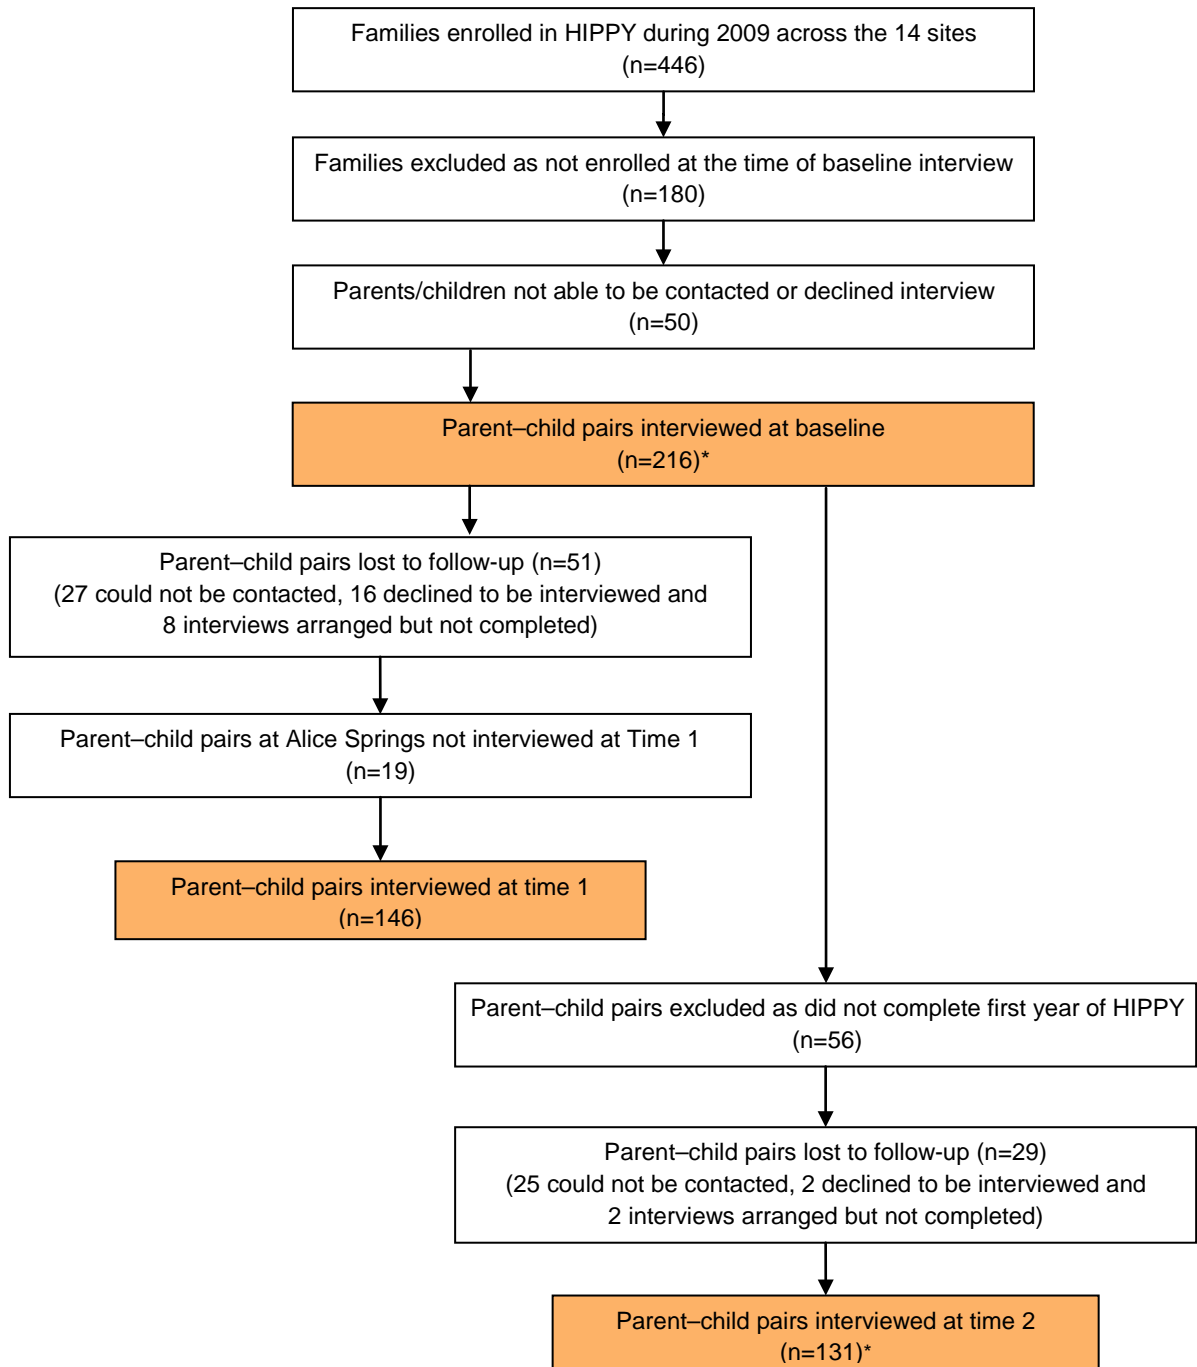 Families enrolled in HIPPY during 2009 across the 14 sites
(n=446)
Families excluded as not enrolled at the time of baseline interview
(n=180)
Parents/children not able to be contacted or declined interview
(n=50)
Parent–child pairs interviewed at baseline
(n=216)*
Parent–child pairs lost to follow-up (n=51)
(27 could not be contacted, 16 declined to be interviewed and
8 interviews arranged but not completed)
Parent–child pairs at Alice Springs not interviewed at Time 1
(n=19)
Parent–child pairs interviewed at time 1
(n=146)
Parent–child pairs excluded as did not complete first year of HIPPY
(n=56)
Parent–child pairs lost to follow-up (n=29)
(25 could not be contacted, 2 declined to be interviewed and
2 interviews arranged but not completed)
Parent–child pairs interviewed at time 2
(n=131)*